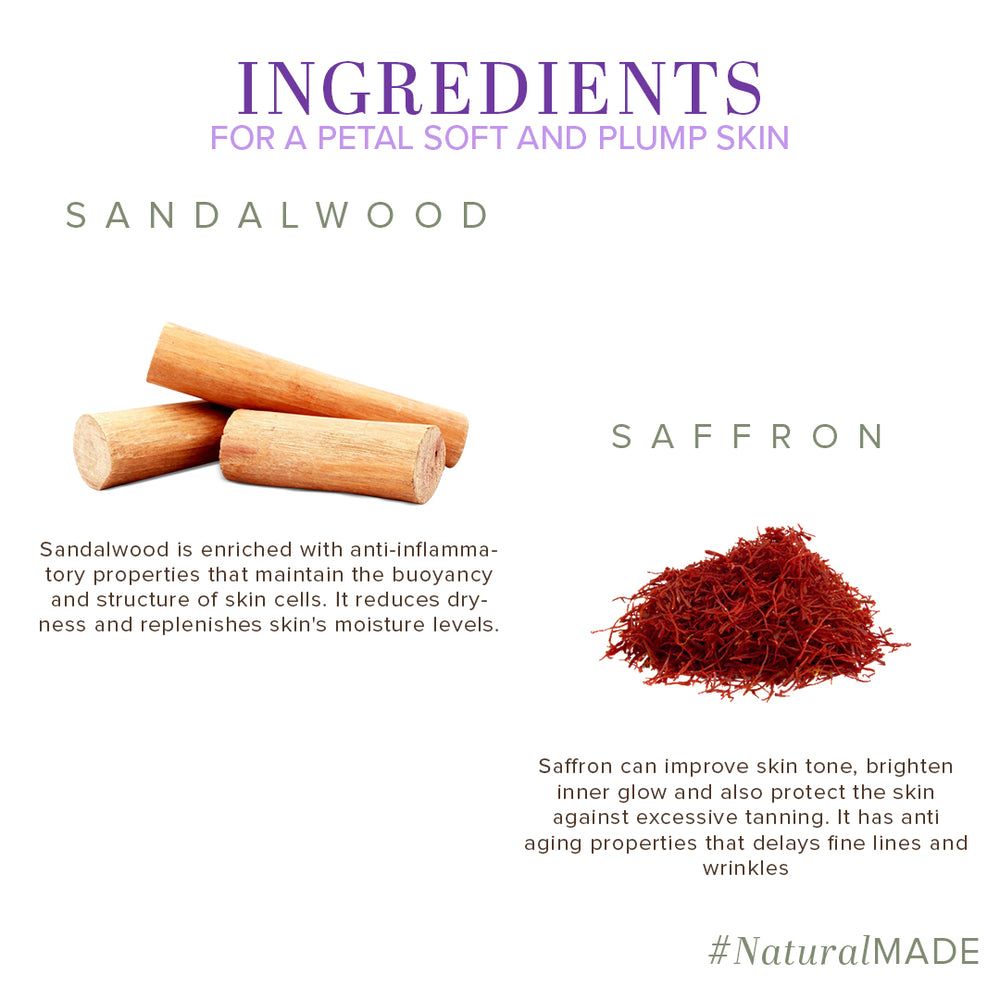 INGREDIENTS
FOR A PETAL SOFT AND PLUMP SKIN
SANDALWOOD
Sandalwood is enriched with anti-inflamma-
tory properties that maintain the buoyancy
and structure of skin cells. It reduces dry-
ness and replenishes skin's moisture levels.
SAFFRON
Saffron can improve skin tone, brighten
inner glow and also protect the skin
against excessive tanning. It has anti
aging properties that delays fine lines and
wrinkles
#NaturalMADE